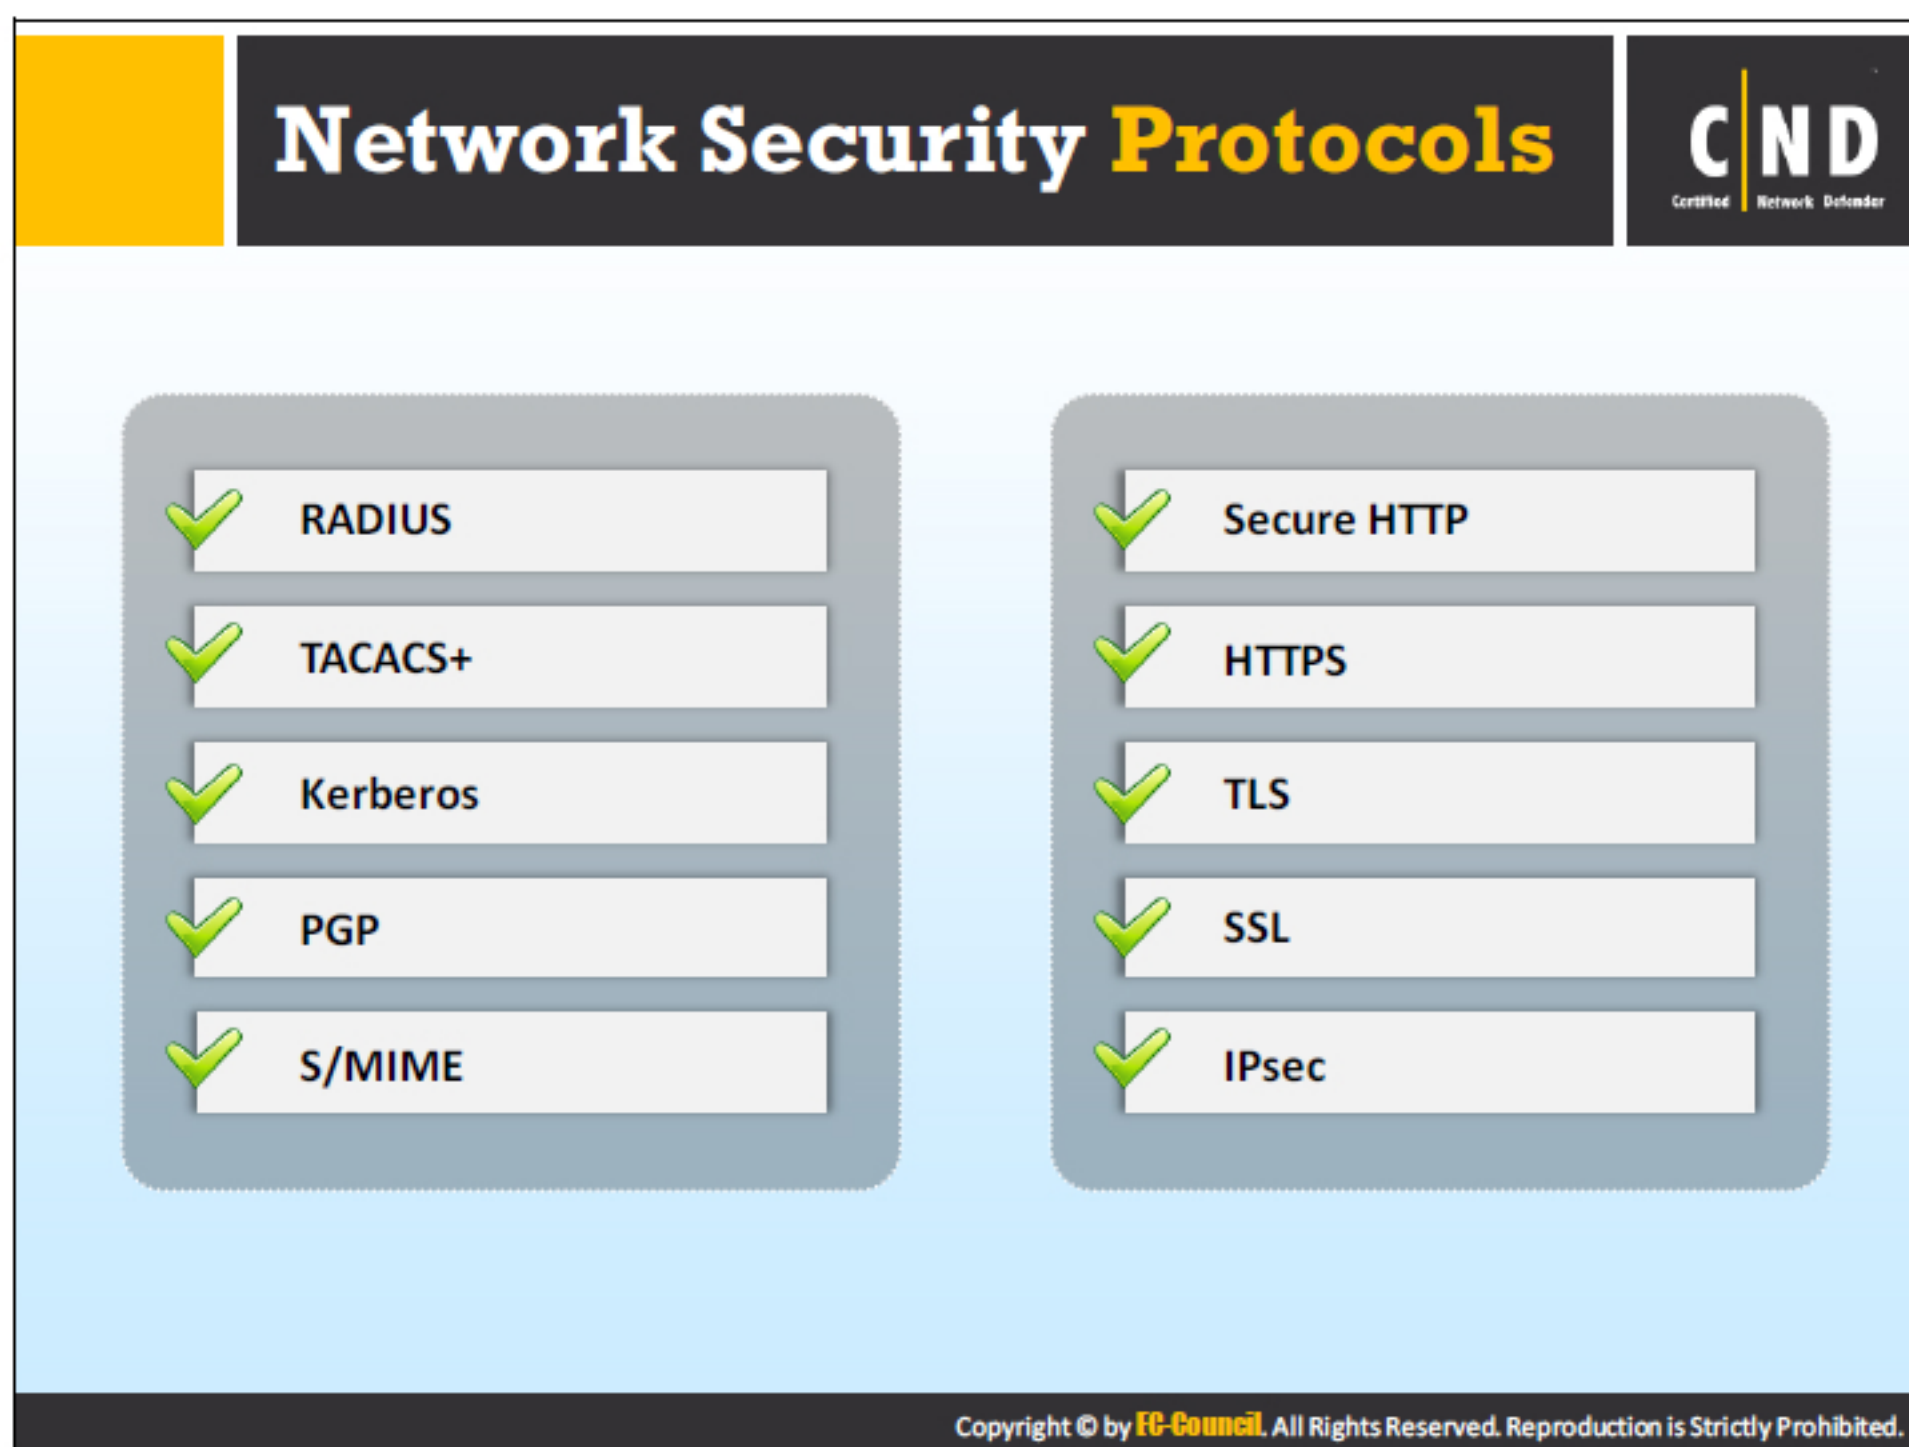 Network Security Protocols
C|ND
Certified Network Defender
RADIUS
TACACS+
Kerberos
PGP
S/MIME
Secure HTTP
HTTPS
TLS
SSL
IPsec
Copyright © by EC-Council. All Rights Reserved. Reproduction is Strictly Prohibited.